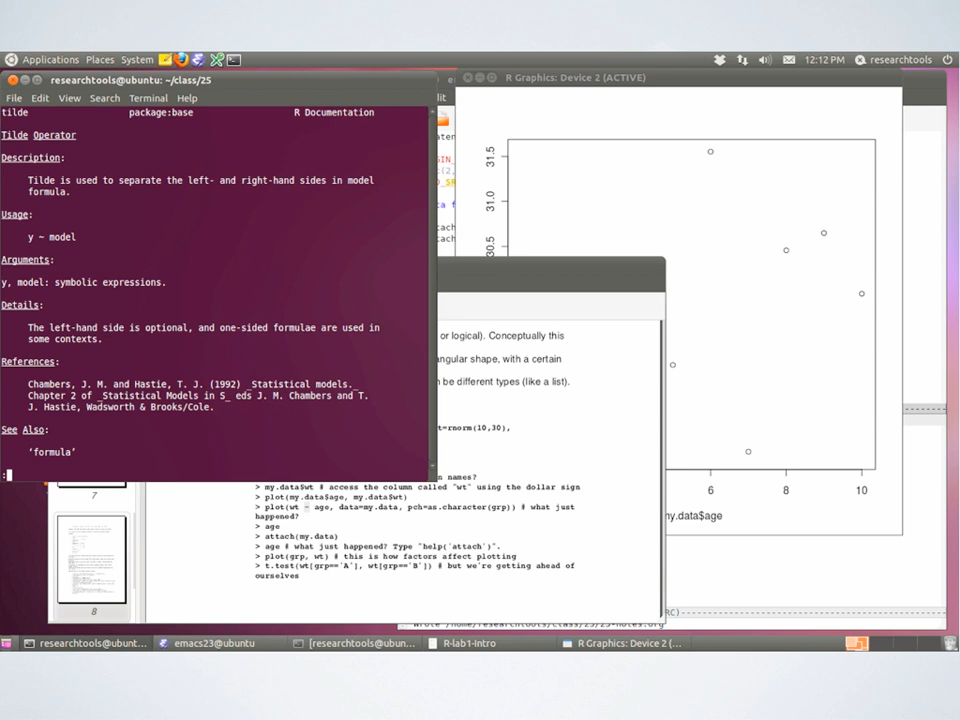 Applications Places System
12:12 PM researchtools
researchtools@ubuntu: ~/class/25
R Graphics: Device 2 (ACTIVE)
File Edit View Search Terminal Help
tilde package:base R Documentation
Tilde Operator
Description:
Tilde is used to separate the left- and right-hand sides in model
formula.
Usage:
y ~ model
Arguments:
y, model: symbolic expressions.
Details:
The left-hand side is optional, and one-sided formulae are used in
some contexts.
References:
Chambers, J. M. and Hastie, T. J. (1992) _Statistical models._
Chapter 2 of _Statistical Models in S_ eds J. M. Chambers and T.
J. Hastie, Wadsworth & Brooks/Cole.
See Also:
‘formula’
:
31.5
31.0
30.5
6 8 10
my.data$age
or logical). Conceptually this
angular shape, with a certain
be different types (like a list).
t=rnorm(10,30),
names?
> my.data$wt # access the column called "wt" using the dollar sign
> plot(my.data$age, my.data$wt)
> plot(wt ~ age, data=my.data, pch=as.character(grp)) # what just
happened?
> age
> attach(my.data)
> age # what just happened? Type "help('attach')".
> plot(grp, wt) # this is how factors affect plotting
> t.test(wt[grp=='A'], wt[grp=='B']) # but we're getting ahead of
ourselves
7
8
researchtools@ubunt... emacs23@ubuntu [researchtools@ubun... R-lab1-Intro R Graphics: Device 2 (...